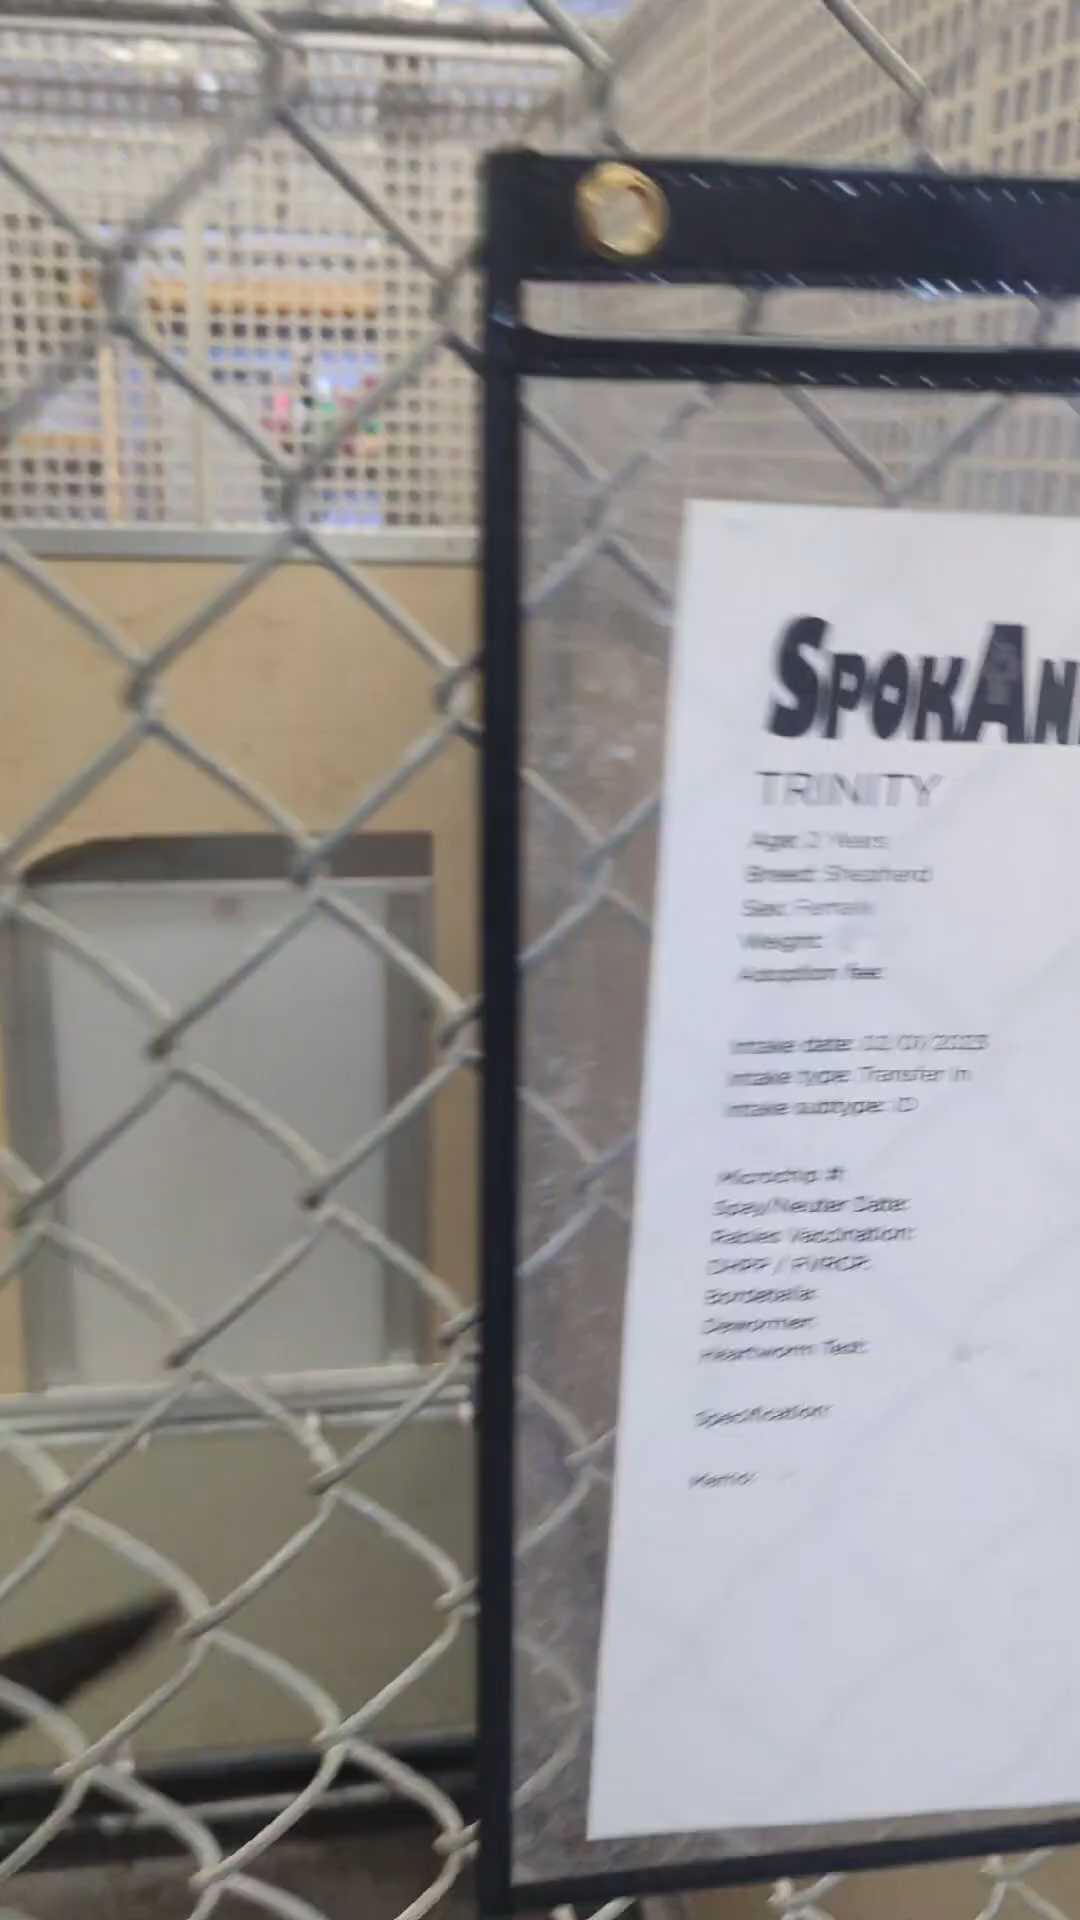 SPOKAN
TRINITY
Age: 2 Years
Breed: Shepherd
Sex: Female
Weight:
Adoption fee:
Intake date: 2023
Intake type: Transfer In
Intake subtype:
Microchip #:
Spay/Neuter Date:
Rabies Vaccination:
DHPP / FVRCP:
Bordetella:
Dewormer:
Heartworm Test:
Specification:
Memo: